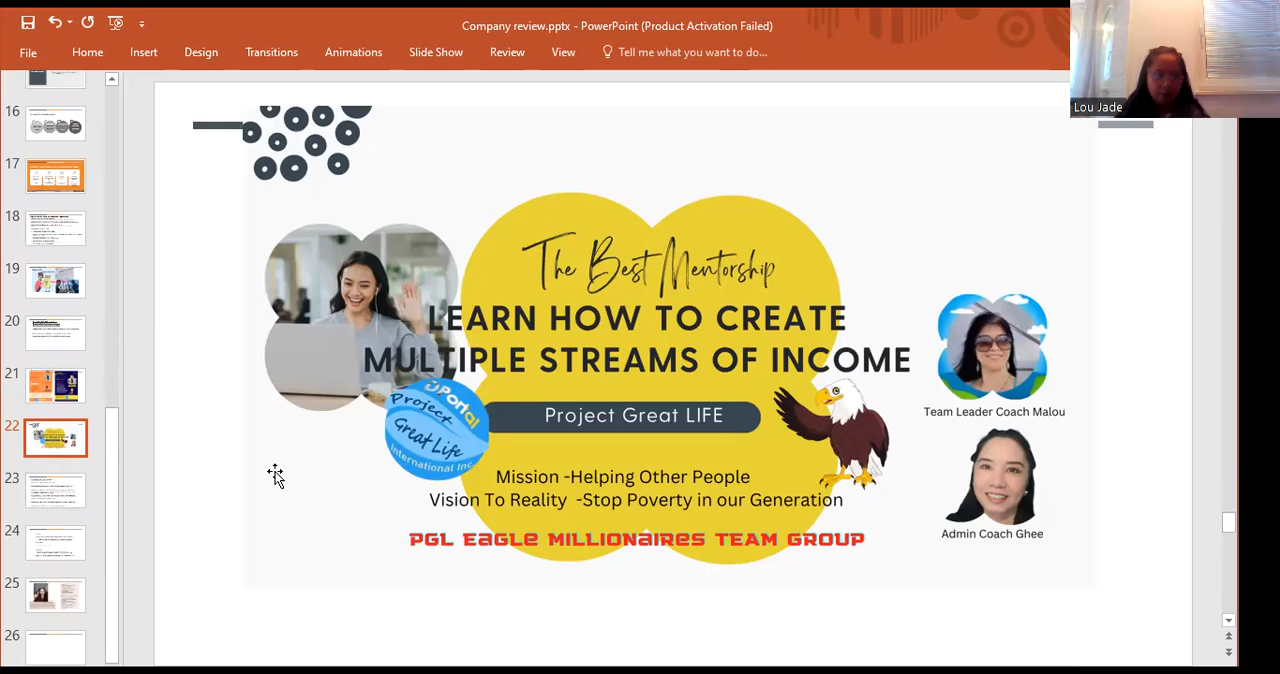 Company review.pptx - PowerPoint (Product Activation Failed)
File Home Insert Design Transitions Animations Slide Show Review View Tell me what you want to do...
Lou Jade
16
17
18
19
20
21
22
23
24
25
26
The Best Mentorship
LEARN HOW TO CREATE
MULTIPLE STREAMS OF INCOME
Project Great LIFE
UPortal
Project
Great Life
International Inc
Mission -Helping Other People
Vision To Reality -Stop Poverty in our Generation
PGL EAGLE MILLIONAIRES TEAM GROUP
Team Leader Coach Malou
Admin Coach Ghee